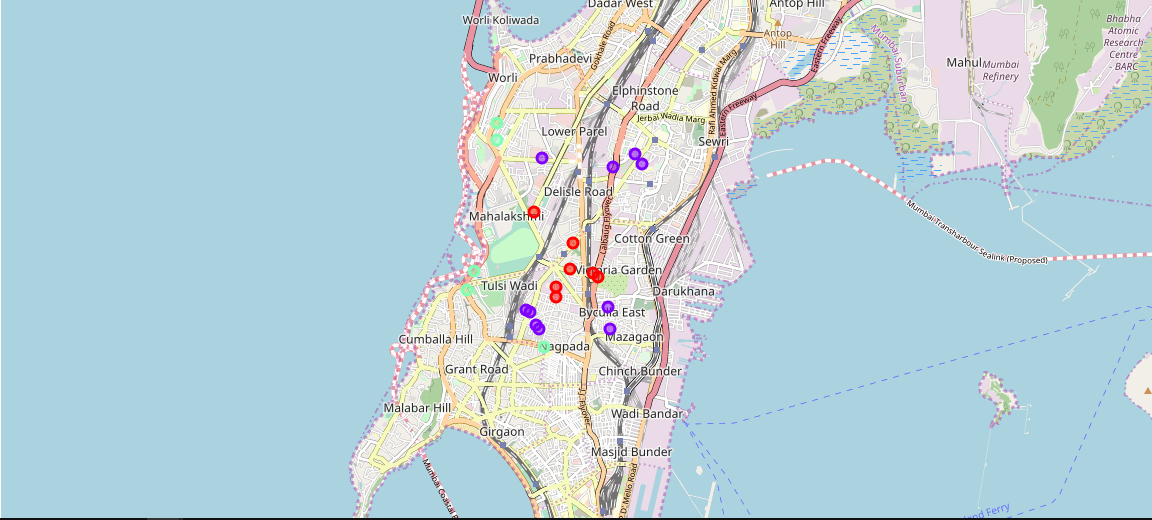 Dadar West
Antop Hill
Worli Koliwada
Bhabha
Atomic
Research
Centre
- BARC
Gokhale Road
Antop
Hill
Eastern Freeway
Mumbai Suburban
Prabhadevi
Mahul
Mumbai
Refinery
Worli
Elphinstone
Road
Rafi Ahmed Kidwai Marg
Eastern Freeway
Jerbai Wadia Marg
Lower Parel
Sewri
Delisle Road
Mahalakshmi
Lalbaug Flyover
Mumbai Transharbour Sealink (Proposed)
Cotton Green
Victoria Garden
Tulsi Wadi
Darukhana
Byculla East
Cumballa Hill
Mazagaon
Nagpada
Grant Road
Chinch Bunder
Malabar Hill
Wadi Bandar
Girgaon
Masjid Bunder
Mumbai Coastal
D'Mello Road
Ferry